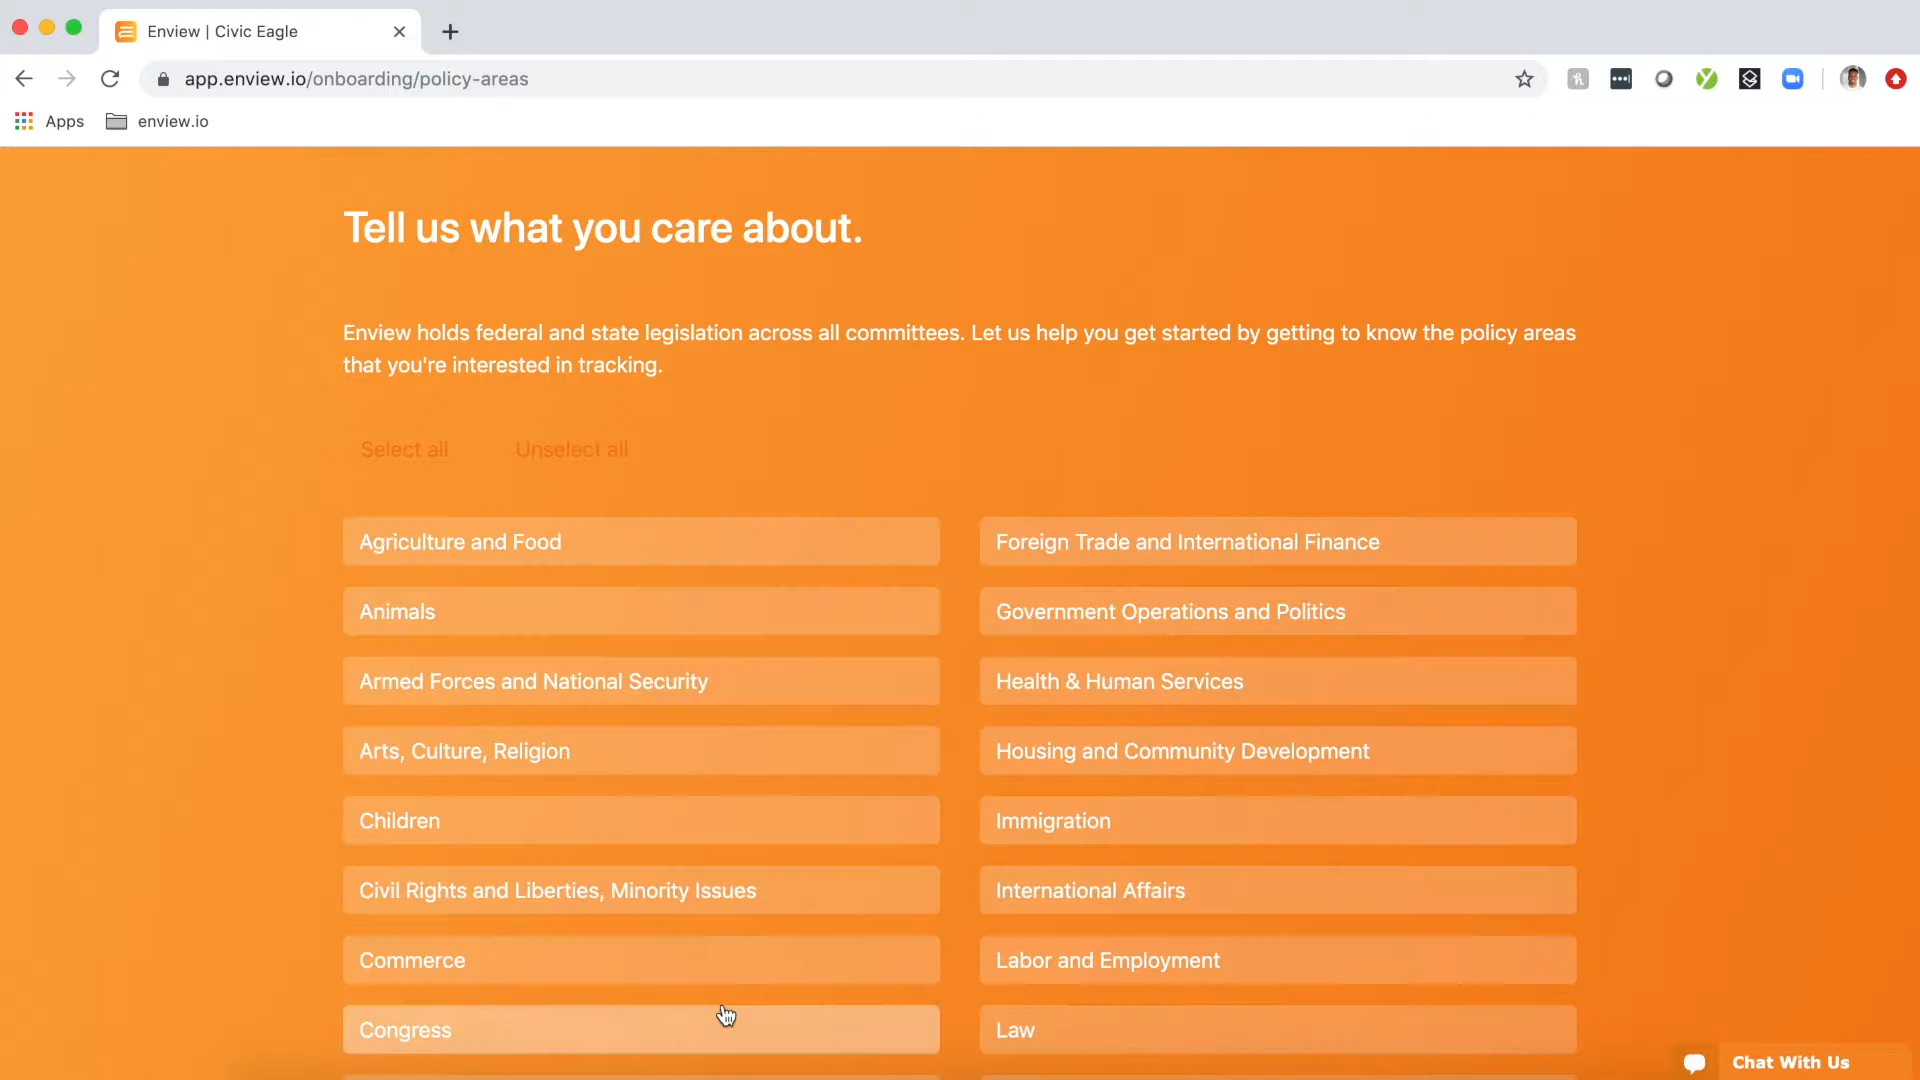 Enview | Civic Eagle
app.enview.io/onboarding/policy-areas
Apps
enview.io
Tell us what you care about.
Enview holds federal and state legislation across all committees. Let us help you get started by getting to know the policy areas
that you're interested in tracking.
Select all
Unselect all
Agriculture and Food
Foreign Trade and International Finance
Animals
Government Operations and Politics
Armed Forces and National Security
Health & Human Services
Arts, Culture, Religion
Housing and Community Development
Children
Immigration
Civil Rights and Liberties, Minority Issues
International Affairs
Commerce
Labor and Employment
Congress
Law
Chat With Us